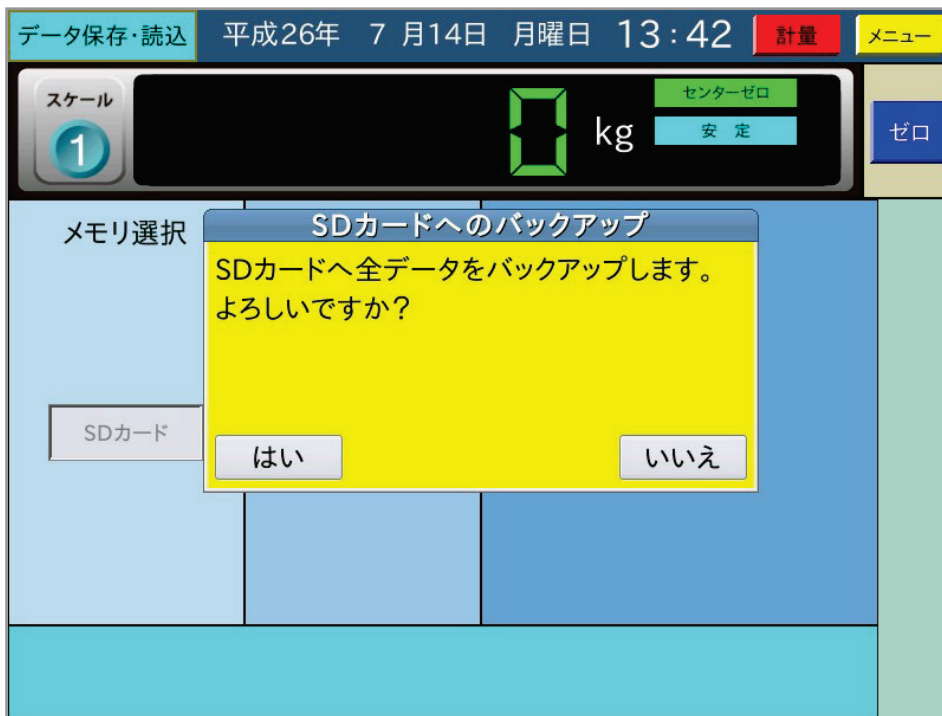 データ保存・読込 平成26年 7月14日 月曜日 13:42 計量 メニュー
スケール
1
0 kg
センターゼロ
安定
ゼロ
メモリ選択
SDカードへのバックアップ
SDカードへ全データをバックアップします。
よろしいですか?
SDカード
はい いいえ